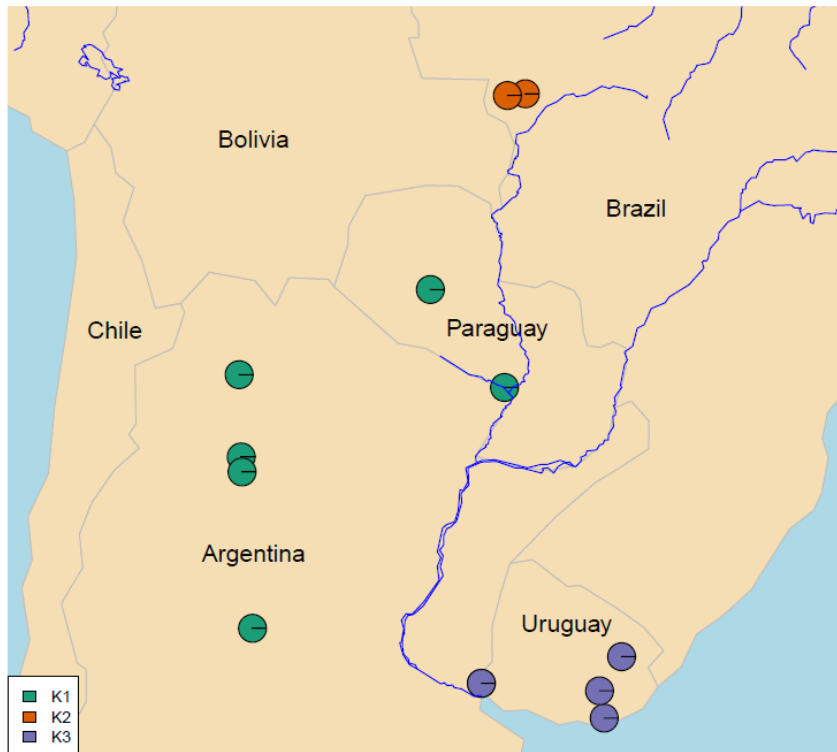 Bolivia
Brazil
Chile
Paraguay
Argentina
Uruguay
K1
K2
K3